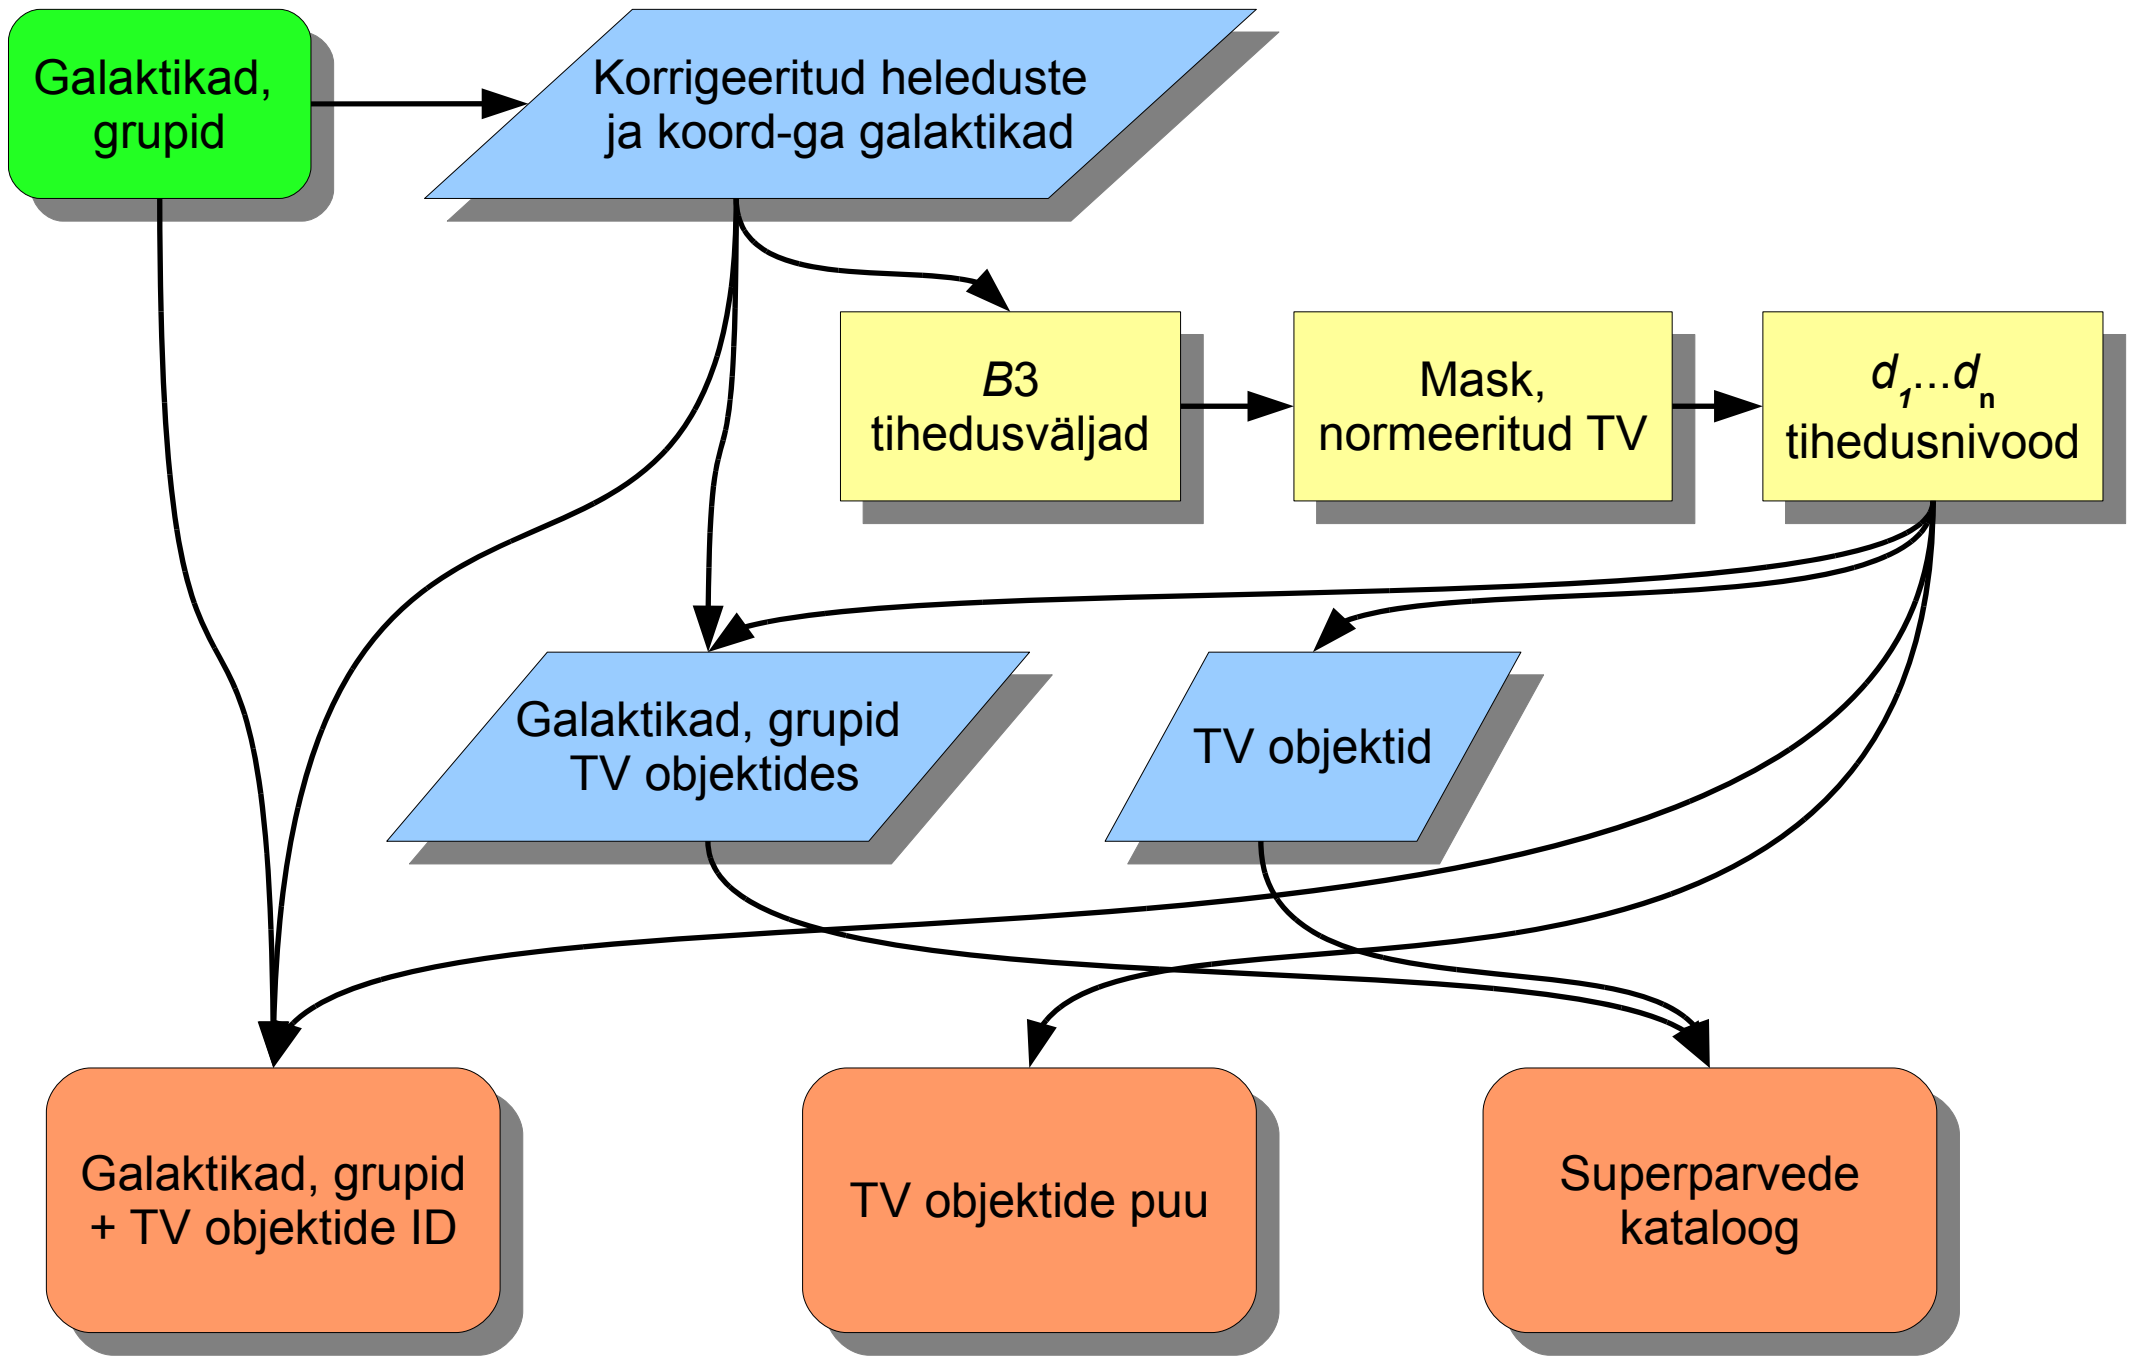 Galaktikad,
grupid
Korrigeeritud heleduste
ja koord-ga galaktikad
B3
tihedusväljad
Mask,
normeeritud TV
d1...dn
tihedusnivood
Galaktikad, grupid
TV objektides
TV objektid
Galaktikad, grupid
+ TV objektide ID
TV objektide puu
Superparvede
kataloog